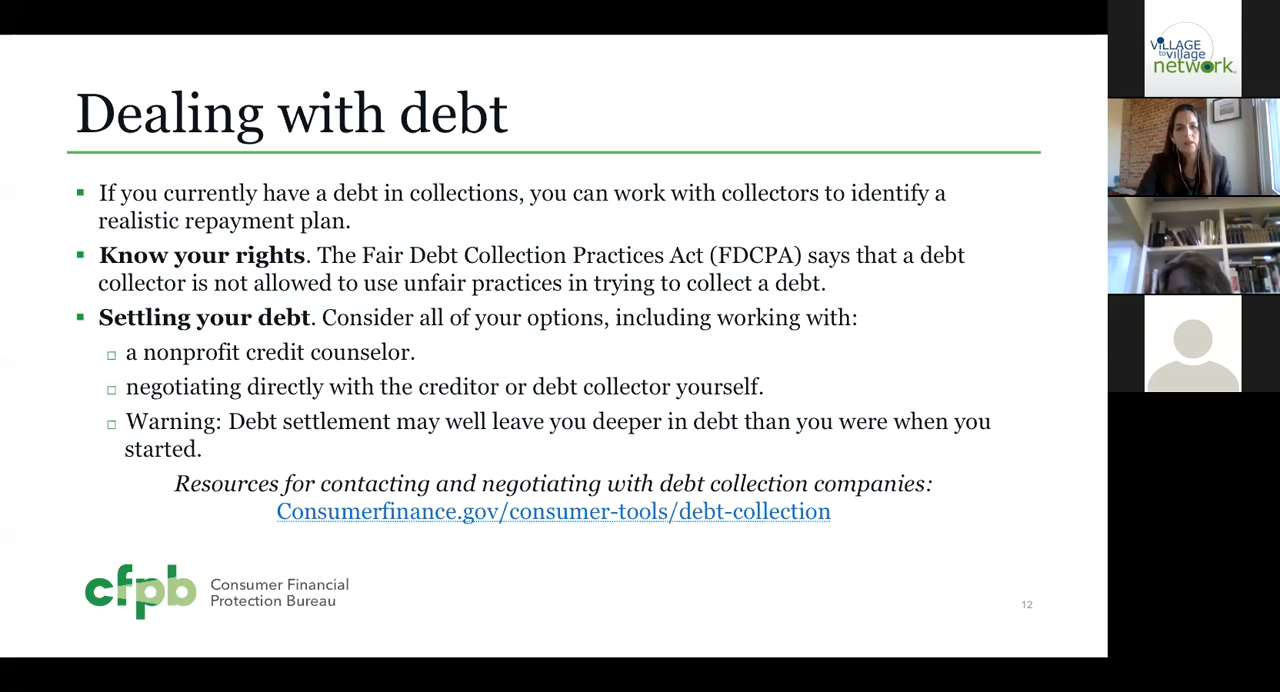 Dealing with debt
▪ If you currently have a debt in collections, you can work with collectors to identify a
realistic repayment plan.
▪ Know your rights. The Fair Debt Collection Practices Act (FDCPA) says that a debt
collector is not allowed to use unfair practices in trying to collect a debt.
▪ Settling your debt. Consider all of your options, including working with:
□ a nonprofit credit counselor.
□ negotiating directly with the creditor or debt collector yourself.
□ Warning: Debt settlement may well leave you deeper in debt than you were when you
started.
Resources for contacting and negotiating with debt collection companies:
Consumerfinance.gov/consumer-tools/debt-collection
cfpb
Consumer Financial
Protection Bureau
12
VILLAGE
to village
network